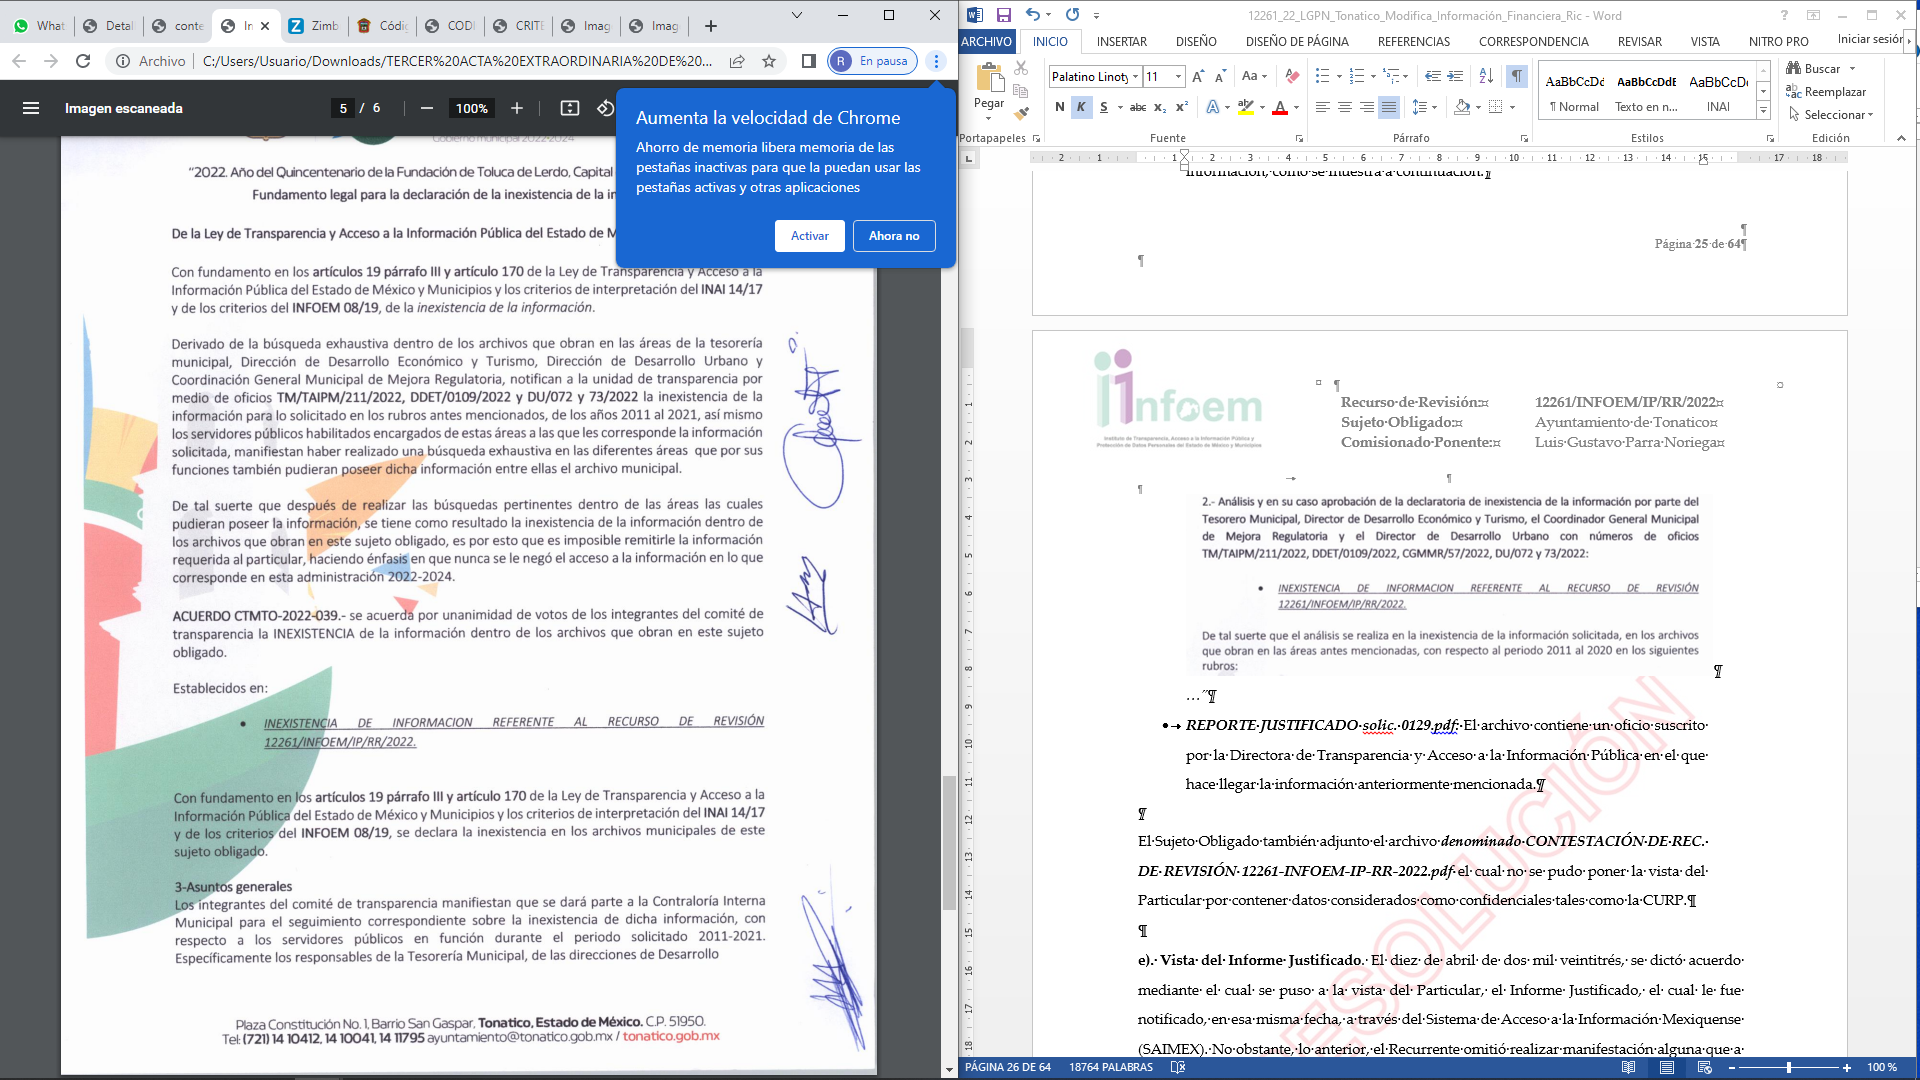 What
Detal
conte
In
Zimb
Códig
CODI
CRITE
Imag
Imag
Archivo
C:/Users/Usuario/Downloads/TERCER%20ACTA%20EXTRAORDINARIA%20DE%20...
R
En pausa
Imagen escaneada
5 / 6
100%
Aumenta la velocidad de Chrome
Ahorro de memoria libera memoria de las
pestañas inactivas para que la puedan usar las
pestañas activas y otras aplicaciones
Activar
Ahora no
Gobierno municipal 2022-2024
"2022. Año del Quincentenario de la Fundación de Toluca de Lerdo, Capital
Fundamento legal para la declaración de la inexistencia de la in
De la Ley de Transparencia y Acceso a la Información Pública del Estado de M
Con fundamento en los artículos 19 párrafo III y artículo 170 de la Ley de Transparencia y Acceso a la
Información Pública del Estado de México y Municipios y los criterios de interpretación del INAI 14/17
y de los criterios del INFOEM 08/19, de la inexistencia de la información.
Derivado de la búsqueda exhaustiva dentro de los archivos que obran en las áreas de la tesorería
municipal, Dirección de Desarrollo Económico y Turismo, Dirección de Desarrollo Urbano y
Coordinación General Municipal de Mejora Regulatoria, notifican a la unidad de transparencia por
medio de oficios TM/TAIPM/211/2022, DDET/0109/2022 y DU/072 y 73/2022 la inexistencia de la
información para lo solicitado en los rubros antes mencionados, de los años 2011 al 2021, así mismo
los servidores públicos habilitados encargados de estas áreas a las que les corresponde la información
solicitada, manifiestan haber realizado una búsqueda exhaustiva en las diferentes áreas que por sus
funciones también pudieran poseer dicha información entre ellas el archivo municipal.
De tal suerte que después de realizar las búsquedas pertinentes dentro de las áreas las cuales
pudieran poseer la información, se tiene como resultado la inexistencia de la información dentro de
los archivos que obran en este sujeto obligado, es por esto que es imposible remitirle la información
requerida al particular, haciendo énfasis en que nunca se le negó el acceso a la información en lo que
corresponde en esta administración 2022-2024.
ACUERDO CTMTO-2022-039.- se acuerda por unanimidad de votos de los integrantes del comité de
transparencia la INEXISTENCIA de la información dentro de los archivos que obran en este sujeto
obligado.
Establecidos en:
• INEXISTENCIA DE INFORMACION REFERENTE AL RECURSO DE REVISIÓN
12261/INFOEM/IP/RR/2022.
Con fundamento en los artículos 19 párrafo III y artículo 170 de la Ley de Transparencia y Acceso a la
Información Pública del Estado de México y Municipios y los criterios de interpretación del INAI 14/17
y de los criterios del INFOEM 08/19, se declara la inexistencia en los archivos municipales de este
sujeto obligado.
3-Asuntos generales
Los integrantes del comité de transparencia manifiestan que se dará parte a la Contraloría Interna
Municipal para el seguimiento correspondiente sobre la inexistencia de dicha información, con
respecto a los servidores públicos en función durante el periodo solicitado 2011-2021.
Específicamente los responsables de la Tesorería Municipal, de las direcciones de Desarrollo
Plaza Constitución No. 1, Barrio San Gaspar, Tonatico, Estado de México. C.P. 51950.
Tel: (721) 14 10412, 14 10041, 14 11795 ayuntamiento@tonatico.gob.mx / tonatico.gob.mx
12261_22_LGPN_Tonatico_Modifica_Información_Financiera_Ric - Word
ARCHIVO INICIO INSERTAR DISEÑO DISEÑO DE PÁGINA REFERENCIAS CORRESPONDENCIA REVISAR VISTA NITRO PRO Iniciar sesión
Pegar
Palatino Linoty 11
N K S abc x₂ x²
Portapapeles Fuente Párrafo Estilos Edición
AaBbCcDc AaBbCcDdE AaBbCcDc
¶ Normal Texto en n... INAI
Buscar
Reemplazar
Seleccionar
información, como se muestra a continuación.¶
¶
Página·25·de·64¶
¶
infoem
Instituto de Transparencia, Acceso a la Información Pública y
Protección de Datos Personales del Estado de México y Municipios
Recurso·de·Revisión:¤ 12261/INFOEM/IP/RR/2022¤
Sujeto·Obligado:¤ Ayuntamiento·de·Tonatico¤
Comisionado·Ponente:¤ Luis·Gustavo·Parra·Noriega¤
2.- Análisis y en su caso aprobación de la declaratoria de inexistencia de la información por parte del
Tesorero Municipal, Director de Desarrollo Económico y Turismo, el Coordinador General Municipal
de Mejora Regulatoria y el Director de Desarrollo Urbano con números de oficios
TM/TAIPM/211/2022, DDET/0109/2022, CGMMR/57/2022, DU/072 y 73/2022:
• INEXISTENCIA DE INFORMACION REFERENTE AL RECURSO DE REVISIÓN
12261/INFOEM/IP/RR/2022.
De tal suerte que el análisis se realiza en la inexistencia de la información solicitada, en los archivos
que obran en las áreas antes mencionadas, con respecto al periodo 2011 al 2020 en los siguientes
rubros:
¶
…"¶
•→ REPORTE·JUSTIFICADO·solic.·0129.pdf:·El·archivo·contiene·un·oficio·suscrito·
por·la·Directora·de·Transparencia·y·Acceso·a·la·Información·Pública·en·el·que·
hace·llegar·la·información·anteriormente·mencionada.¶
¶
El·Sujeto·Obligado·también·adjunto·el·archivo·denominado·CONTESTACIÓN·DE·REC.·
DE·REVISIÓN·12261-INFOEM-IP-RR-2022.pdf·el·cual·no·se·pudo·poner·la·vista·del·
Particular·por·contener·datos·considerados·como·confidenciales·tales·como·la·CURP.¶
¶
e).·Vista·del·Informe·Justificado.·El·diez·de·abril·de·dos·mil·veintitrés,·se·dictó·acuerdo·
mediante·el·cual·se·puso·a·la·vista·del·Particular,·el·Informe·Justificado,·el·cual·le·fue·
notificado,·en·esa·misma·fecha,·a·través·del·Sistema·de·Acceso·a·la·Información·Mexiquense·
(SAIMEX).·No·obstante,·lo·anterior,·el·Recurrente·omitió·realizar·manifestación·alguna·que·a·
ESOLUCIÓN
PÁGINA 26 DE 64 18764 PALABRAS 100 %